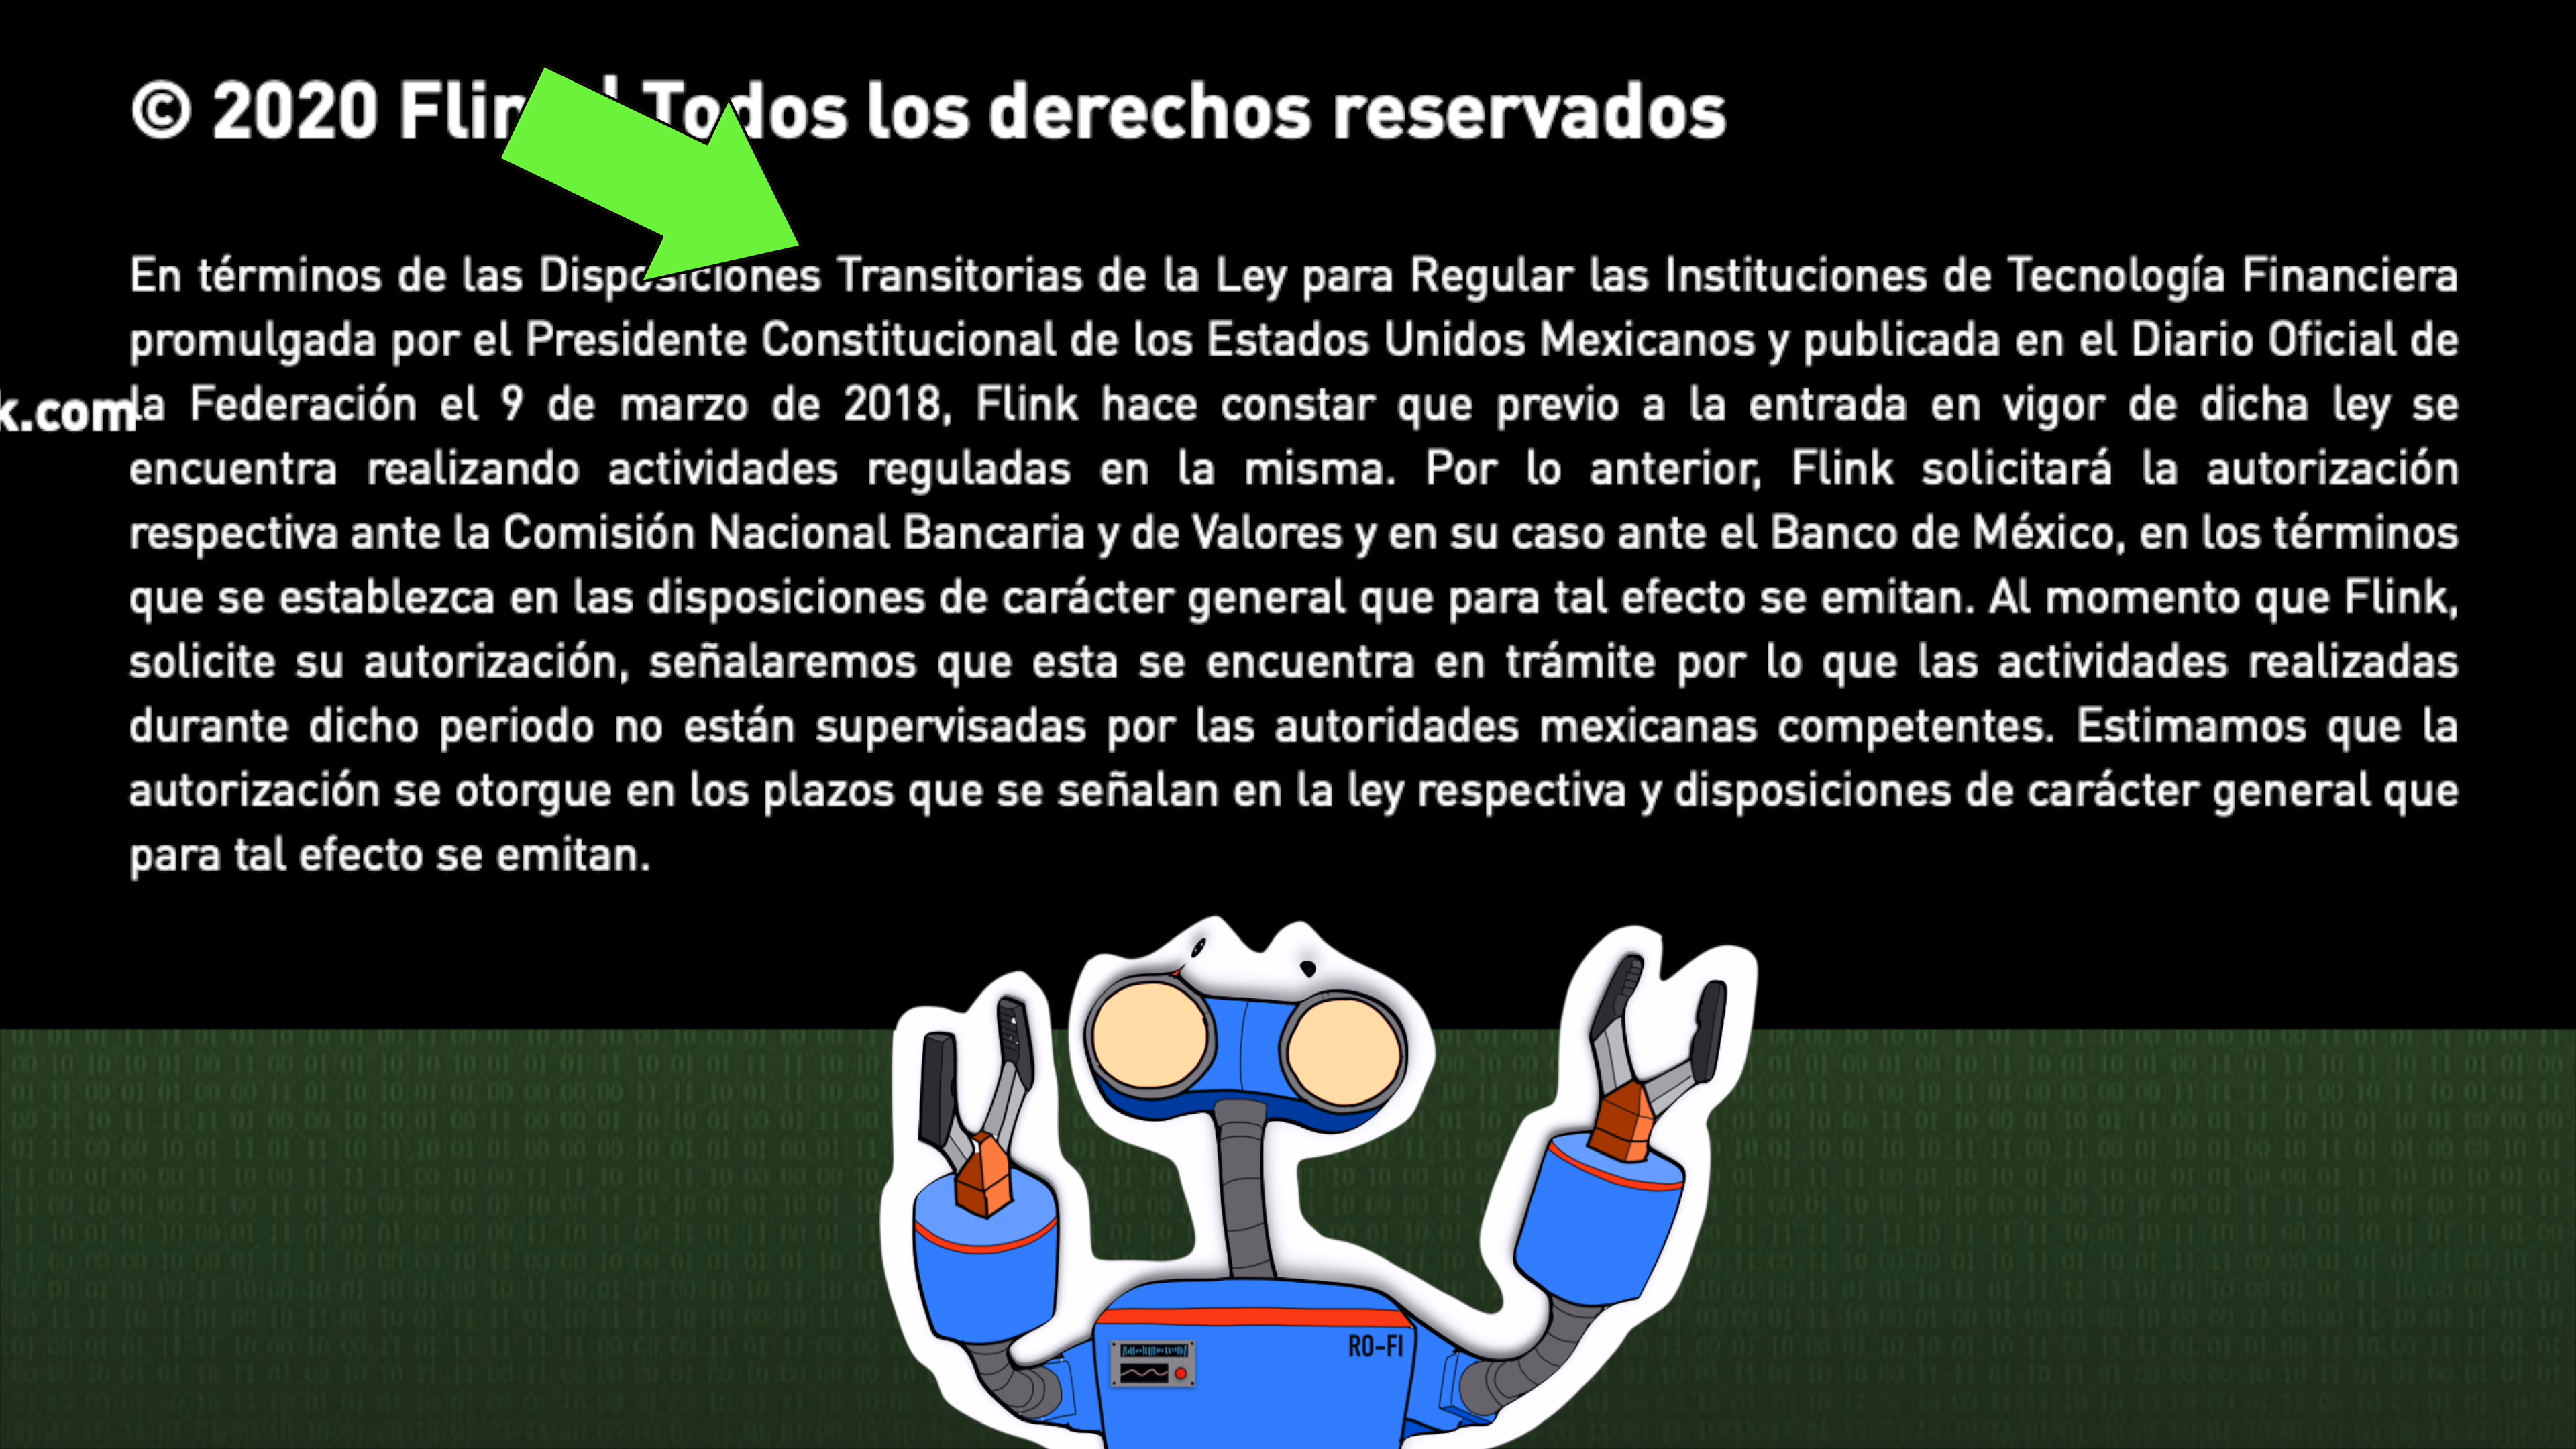 © 2020 Flink | Todos los derechos reservados
En términos de las Disposiciones Transitorias de la Ley para Regular las Instituciones de Tecnología Financiera
promulgada por el Presidente Constitucional de los Estados Unidos Mexicanos y publicada en el Diario Oficial de
k.com
la Federación el 9 de marzo de 2018, Flink hace constar que previo a la entrada en vigor de dicha ley se
encuentra realizando actividades reguladas en la misma. Por lo anterior, Flink solicitará la autorización
respectiva ante la Comisión Nacional Bancaria y de Valores y en su caso ante el Banco de México, en los términos
que se establezca en las disposiciones de carácter general que para tal efecto se emitan. Al momento que Flink,
solicite su autorización, señalaremos que esta se encuentra en trámite por lo que las actividades realizadas
durante dicho periodo no están supervisadas por las autoridades mexicanas competentes. Estimamos que la
autorización se otorgue en los plazos que se señalan en la ley respectiva y disposiciones de carácter general que
para tal efecto se emitan.
RO-FI